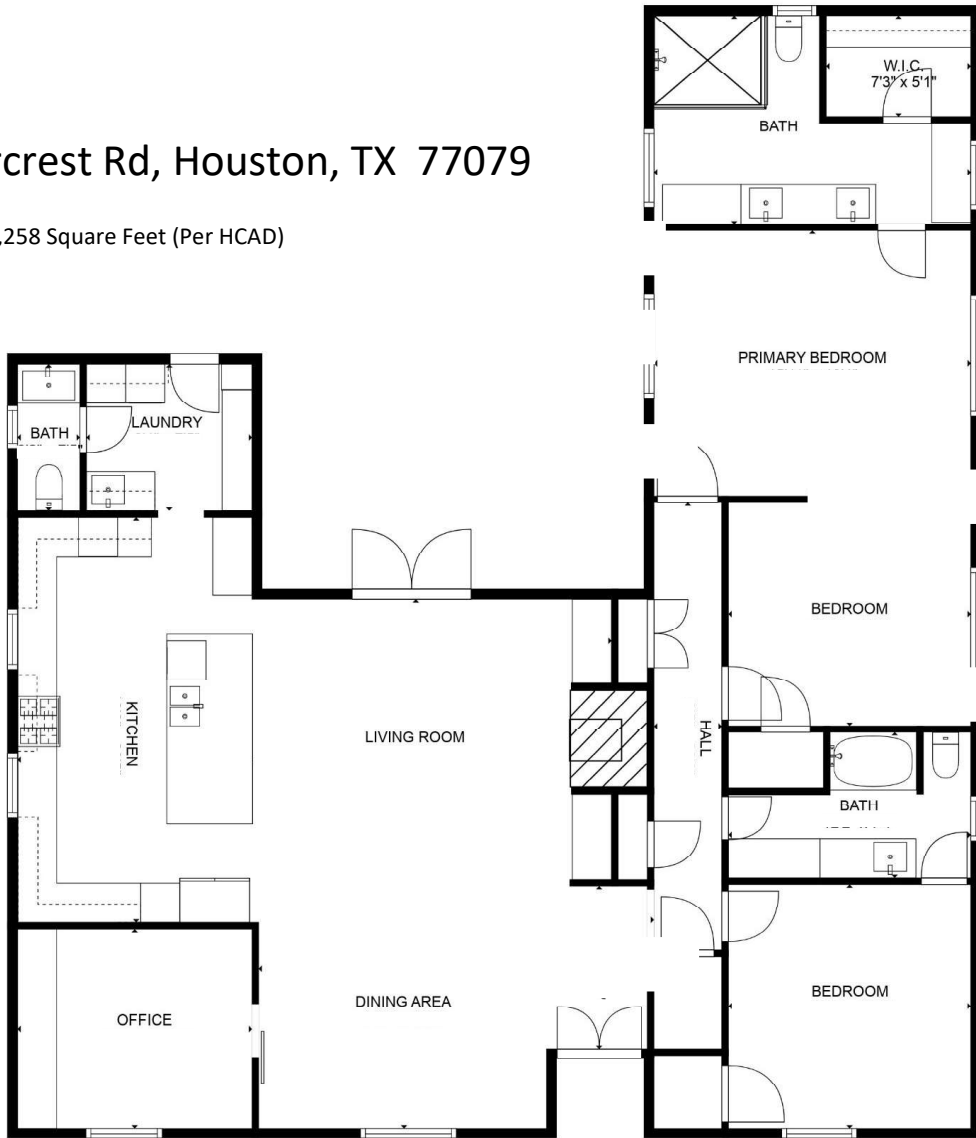 crest Rd, Houston, TX 77079
,258 Square Feet (Per HCAD)
W.I.C.
7'3" x 5'1"
BATH
PRIMARY BEDROOM
BATH
LAUNDRY
BEDROOM
KITCHEN
LIVING ROOM
HALL
BATH
BEDROOM
DINING AREA
OFFICE